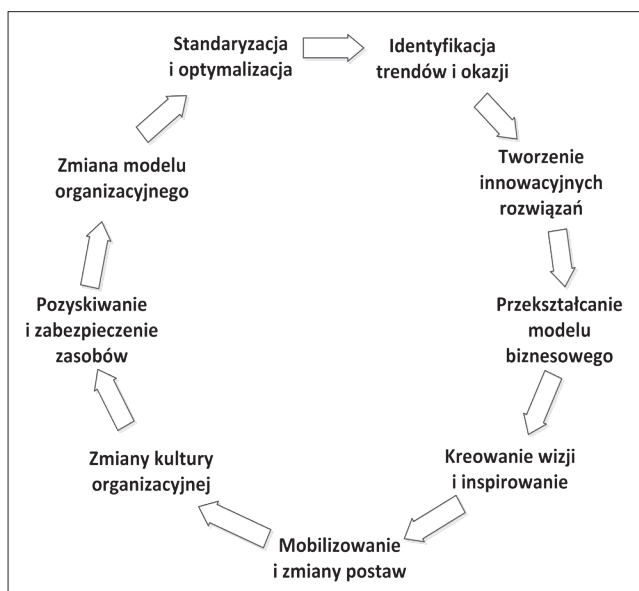 Standaryzacja
i optymalizacja
Identyfikacja
trendów i okazji
Tworzenie
innowacyjnych
rozwiązań
Przekształcanie
modelu
biznesowego
Kreowanie wizji
i inspirowanie
Mobilizowanie
i zmiany postaw
Zmiany kultury
organizacyjnej
Pozyskiwanie
i zabezpieczenie
zasobów
Zmiana modelu
organizacyjnego